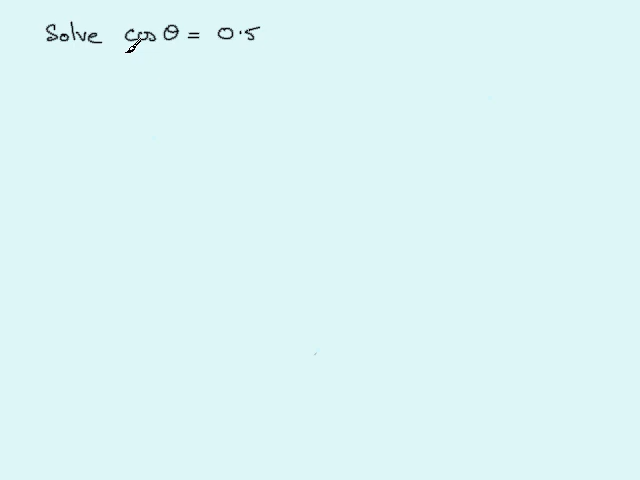 Solve cos θ = 0·5